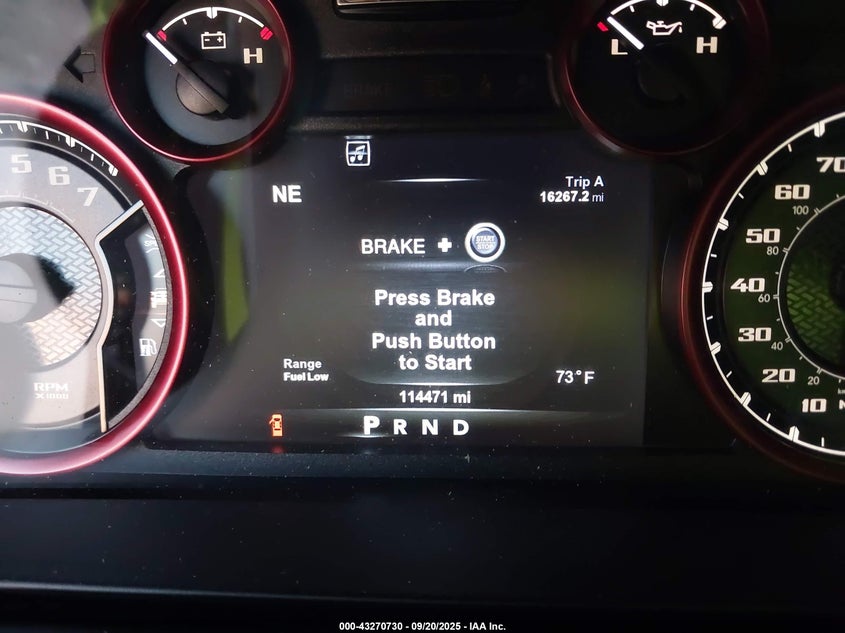 H
L H
BRAKE
5 6 7
NE
Trip A
16267.2 mi
BRAKE + START STOP
Press Brake
and
Push Button
to Start
Range
Fuel Low
73°F
114471 mi
P R N D
RPM
X 1000
70
60
100
50
80
40
60
30
40
20
20
10
000-43270730 - 09/20/2025 - IAA Inc.